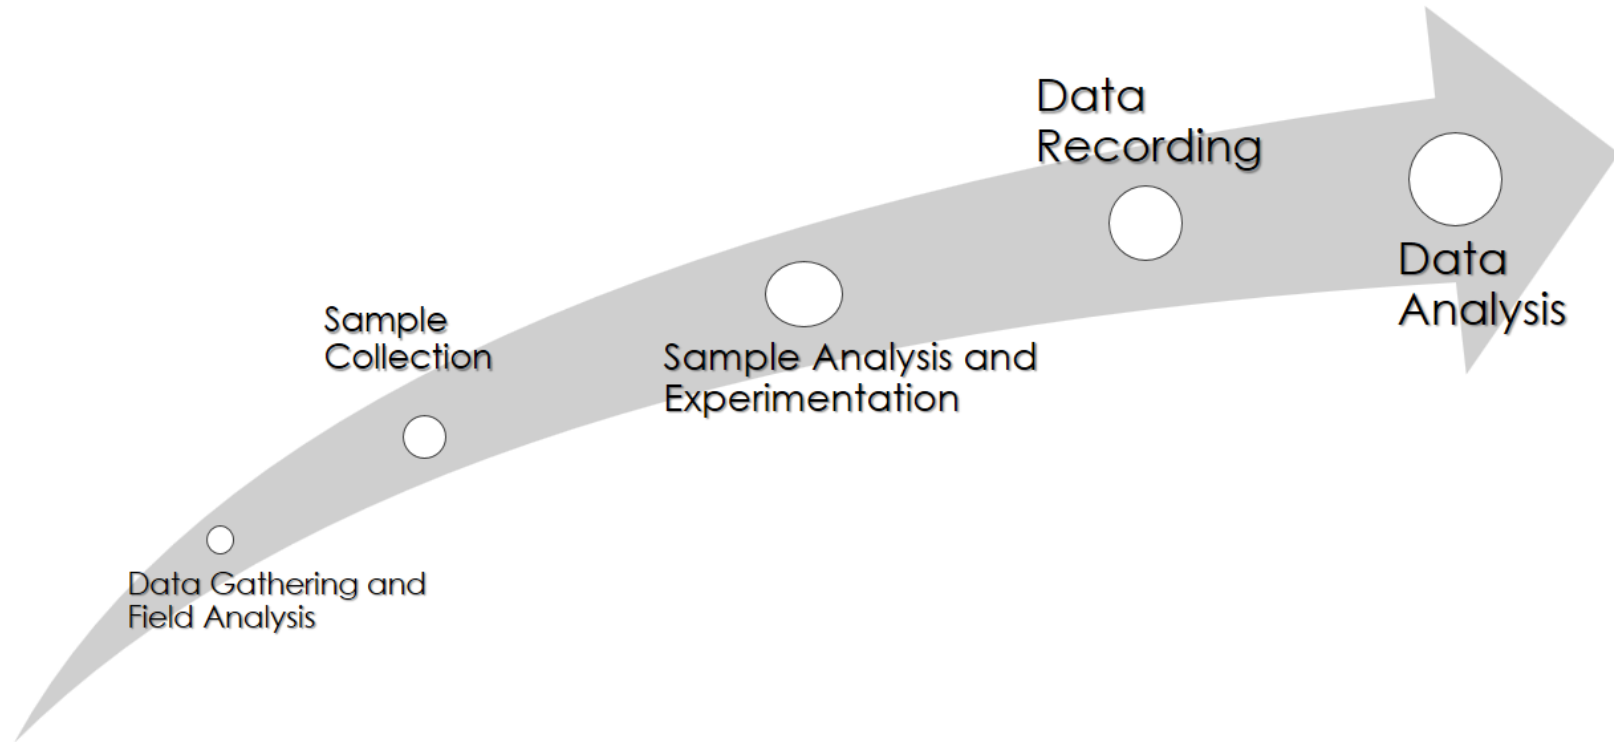 Data Gathering and
Field Analysis
Sample
Collection
Sample Analysis and
Experimentation
Data
Recording
Data
Analysis